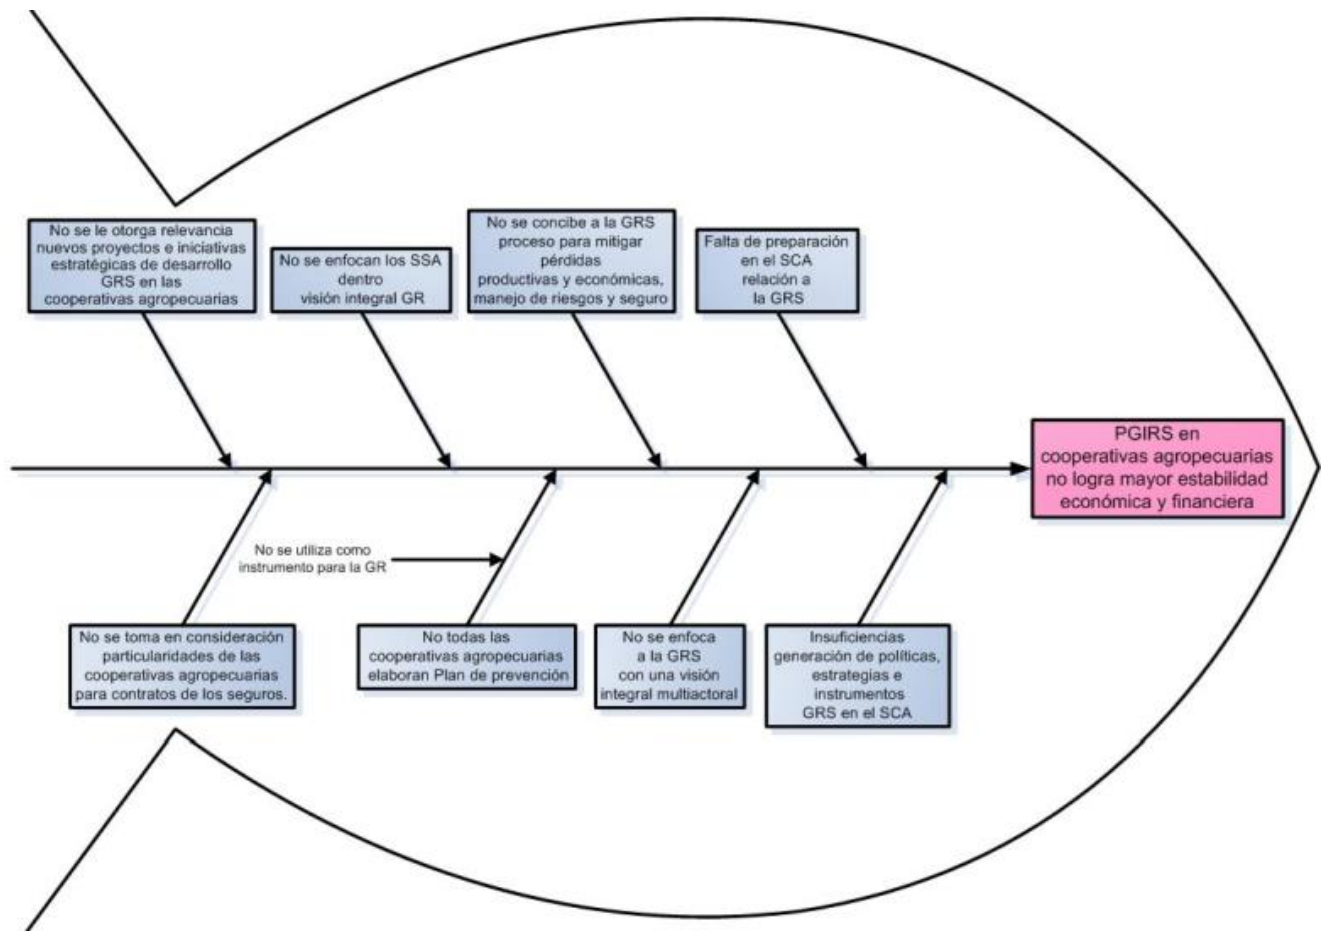 No se le otorga relevancia
nuevos proyectos e iniciativas
estratégicas de desarrollo
GRS en las
cooperativas agropecuarias
No se enfocan los SSA
dentro
visión integral GR
No se concibe a la GRS
proceso para mitigar
pérdidas
productivas y económicas,
manejo de riesgos y seguro
Falta de preparación
en el SCA
relación a
la GRS
PGIRS en
cooperativas agropecuarias
no logra mayor estabilidad
económica y financiera
No se utiliza como
instrumento para la GR
No se toma en consideración
particularidades de las
cooperativas agropecuarias
para contratos de los seguros.
No todas las
cooperativas agropecuarias
elaboran Plan de prevención
No se enfoca
a la GRS
con una visión
integral multiactoral
Insuficiencias
generación de políticas,
estrategias e
instrumentos
GRS en el SCA